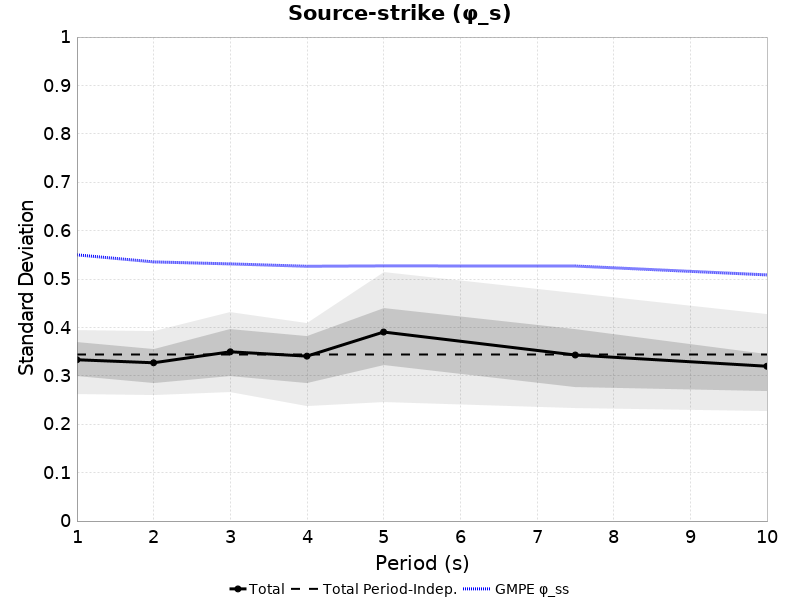 Source-strike (φ_s)
1
0.9
0.8
0.7
0.6
0.5
0.4
0.3
0.2
0.1
0
Standard Deviation
1 2 3 4 5 6 7 8 9 10
Period (s)
Total Total Period-Indep. GMPE φ_ss